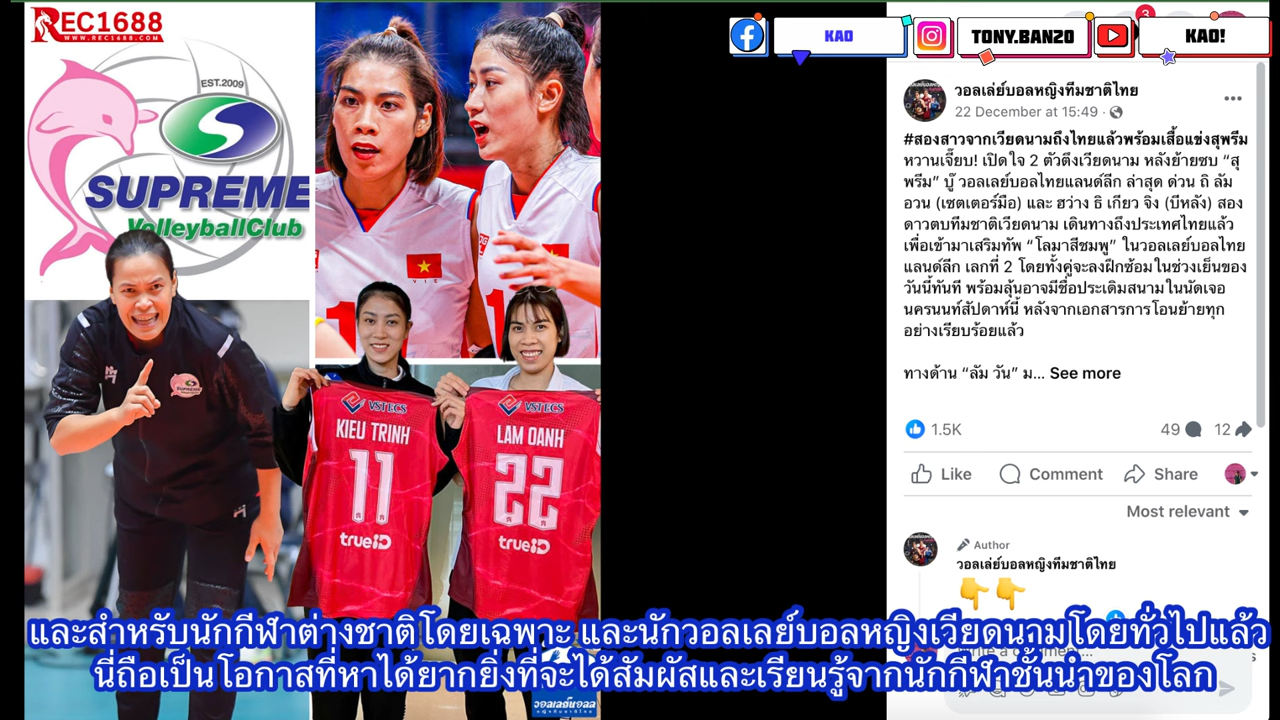 REC1688
WWW.REC1688.COM
EST.2009
S
SUPREME
VolleyballClub
SUPREME
VIE
VSTECS
KIEU TRINH
11
trueID
VSTECS
LAM OANH
22
trueID
วอลเลย์บอลล
KAO
TONY.BAN20
KAO!
3
วอลเล่ย์บอลหญิงทีมชาติไทย
22 December at 15:49 ·
#สองสาวจากเวียดนามถึงไทยแล้วพร้อมเสื้อแข่งสุพรีม
หวานเจี๊ยบ! เปิดใจ 2 ตัวตึงเวียดนาม หลังย้ายซบ “สุ
พรีม” บู๊ วอลเลย์บอลไทยแลนด์ลีก ล่าสุด ด่วน ถิ ลัม
อวน (เซตเตอร์มือ) และ ฮว่าง ธิ เกียว จิง (บีหลัง) สอง
ดาวตบทีมชาติเวียดนาม เดินทางถึงประเทศไทยแล้ว
เพื่อเข้ามาเสริมทัพ “โลมาสีชมพู” ในวอลเลย์บอลไทย
แลนด์ลีก เลกที่ 2 โดยทั้งคู่จะลงฝึกซ้อมในช่วงเย็นของ
วันนี้ทันที พร้อมลุ้นอาจมีชื่อประเดิมสนามในนัดเจอ
นครนนท์สัปดาห์นี้ หลังจากเอกสารการโอนย้ายทุก
อย่างเรียบร้อยแล้ว
ทางด้าน “ลัม วัน” ม... See more
1.5K
49
12
Like
Comment
Share
Most relevant
Author
วอลเล่ย์บอลหญิงทีมชาติไทย
และสำหรับนักกีฬาต่างชาติโดยเฉพาะ และนักวอลเลย์บอลหญิงเวียดนามโดยทั่วไปแล้ว
นี่ถือเป็นโอกาสที่หาได้ยากยิ่งที่จะได้สัมผัสและเรียนรู้จากนักกีฬาชั้นนำของโลก